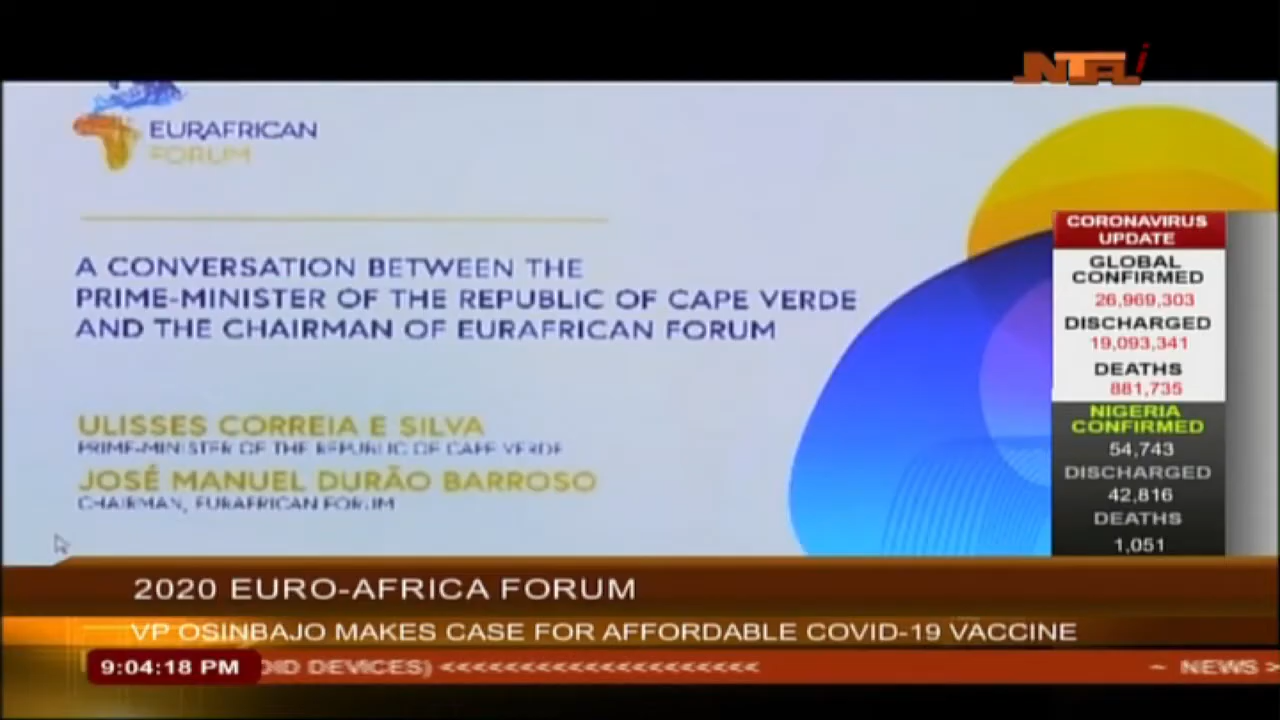 NTA i
EURAFRICAN
FORUM
A CONVERSATION BETWEEN THE
PRIME-MINISTER OF THE REPUBLIC OF CAPE VERDE
AND THE CHAIRMAN OF EURAFRICAN FORUM
ULISSES CORREIA E SILVA
PRIME-MINISTER OF THE REPUBLIC OF CAPE VERDE
JOSÉ MANUEL DURÃO BARROSO
CHAIRMAN, EURAFRICAN FORUM
CORONAVIRUS
UPDATE
GLOBAL
CONFIRMED
26,969,303
DISCHARGED
19,093,341
DEATHS
881,735
NIGERIA
CONFIRMED
54,743
DISCHARGED
42,816
DEATHS
1,051
2020 EURO-AFRICA FORUM
VP OSINBAJO MAKES CASE FOR AFFORDABLE COVID-19 VACCINE
9:04:18 PM OID DEVICES) <<<<<<<<<<<<<<<<<<<<<<< ~ NEWS >